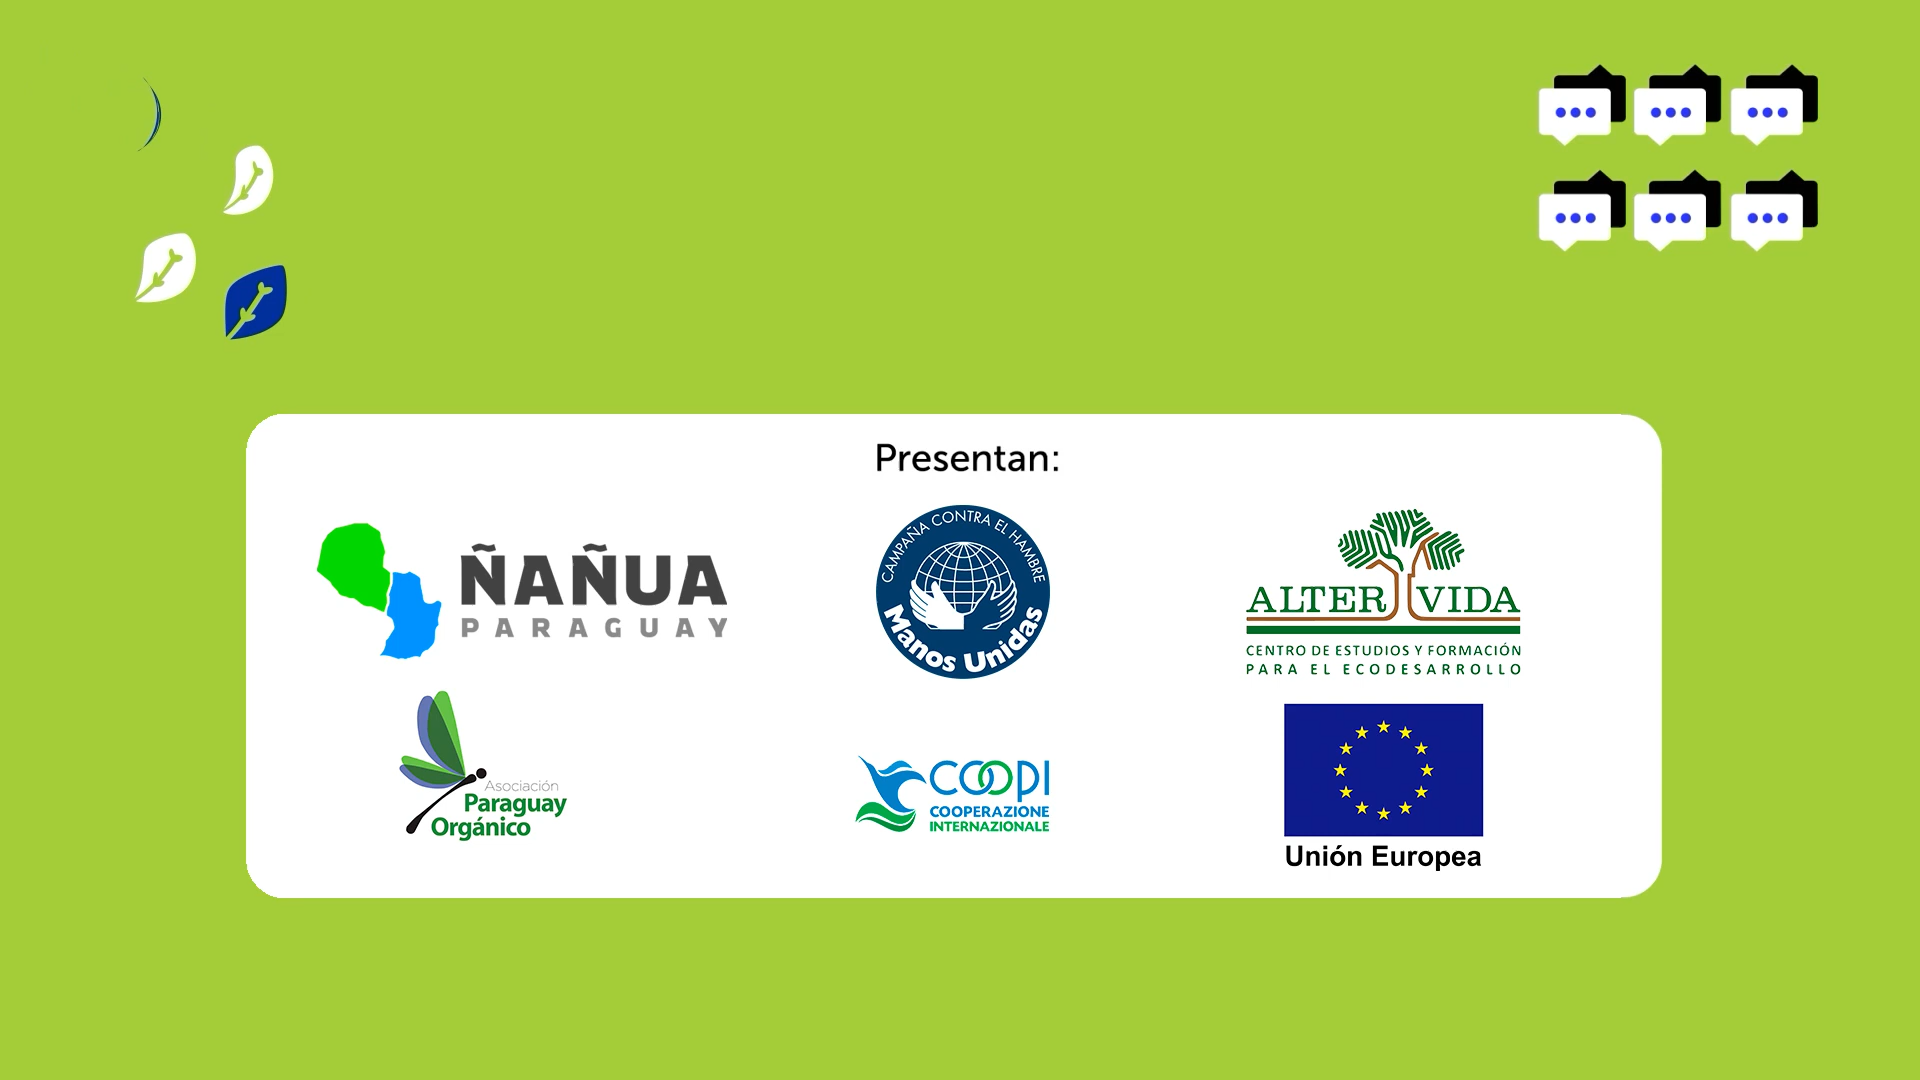 Presentan:
ÑAÑUA
PARAGUAY
CAMPAÑA CONTRA EL HAMBRE
Manos Unidas
ALTER VIDA
CENTRO DE ESTUDIOS Y FORMACIÓN
PARA EL ECODESARROLLO
Asociación
Paraguay
Orgánico
COOPI
COOPERAZIONE
INTERNAZIONALE
Unión Europea